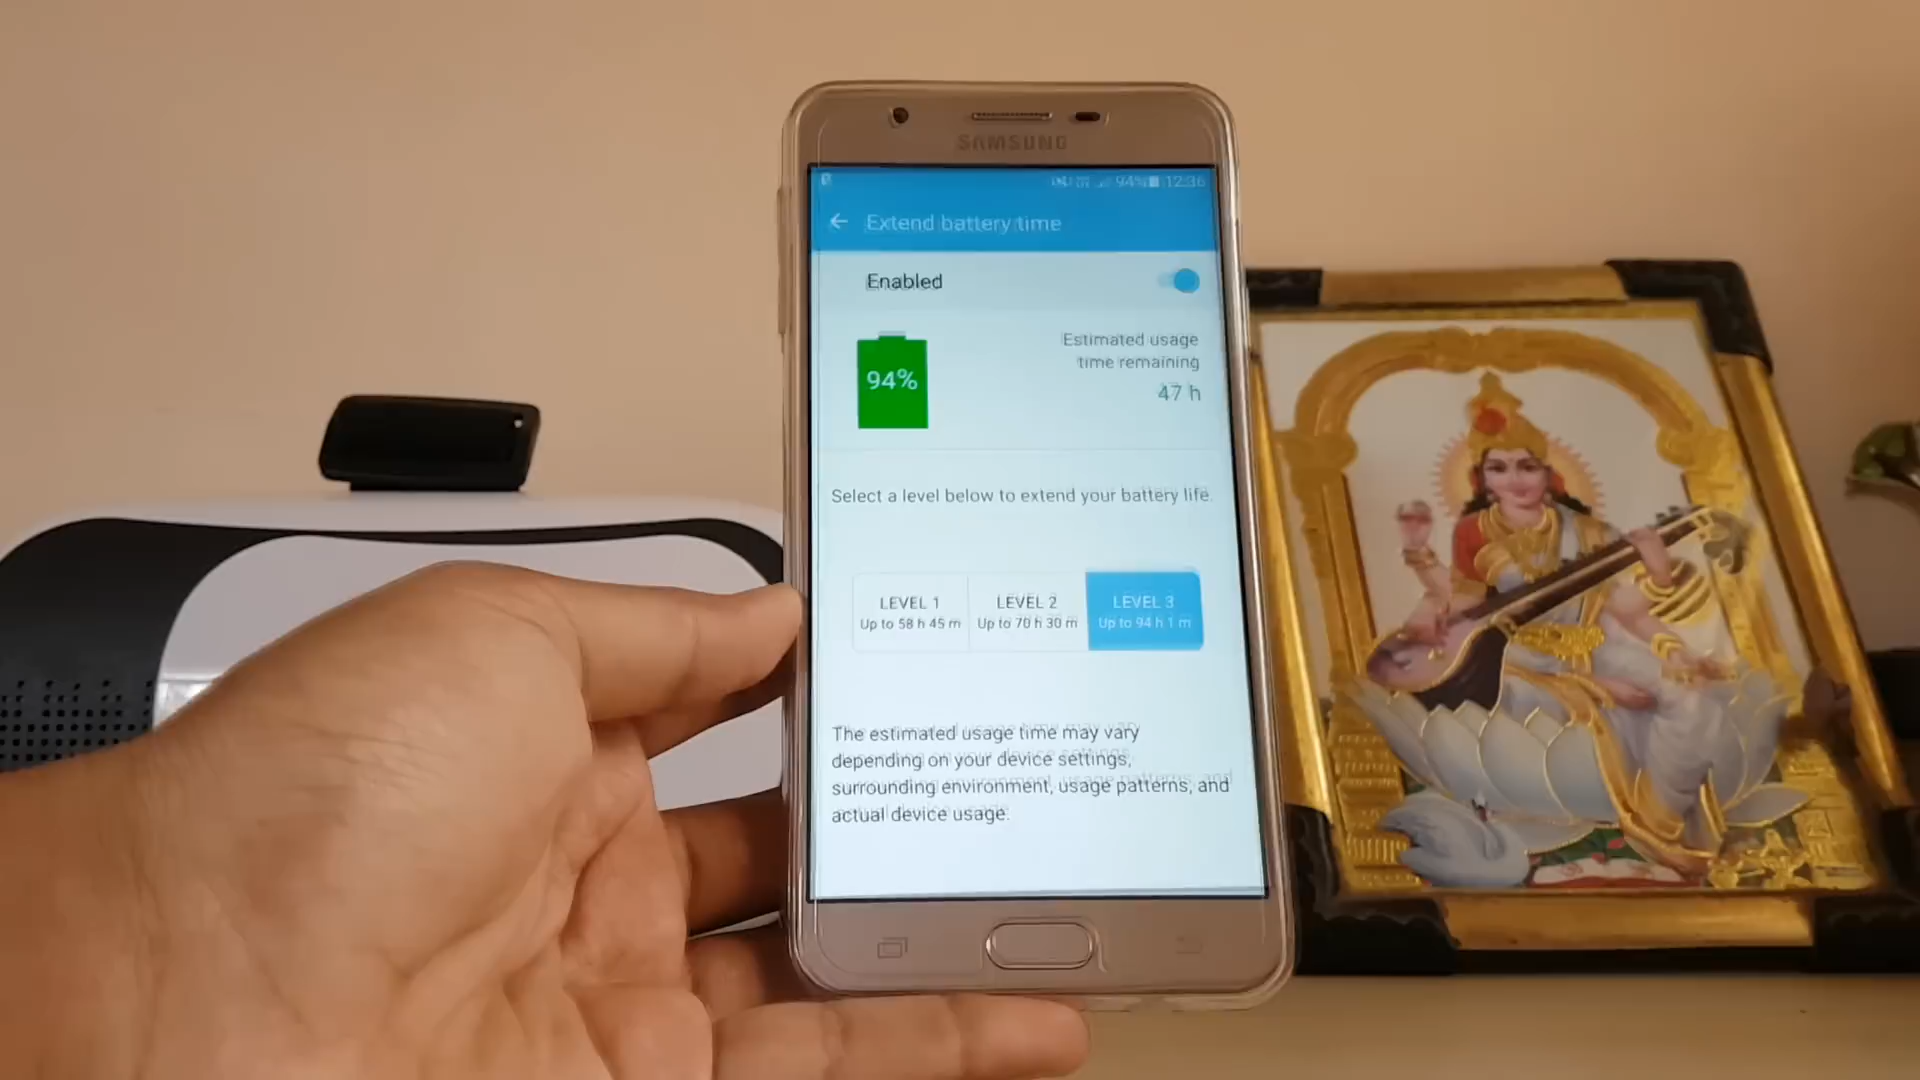 SAMSUNG
94% 12:36
Extend battery time
Enabled
94%
Estimated usage
time remaining
47 h
Select a level below to extend your battery life.
LEVEL 1 LEVEL 2 LEVEL 3
Up to 58 h 45 m Up to 70 h 30 m Up to 94 h 1 m
The estimated usage time may vary
depending on your device settings,
surrounding environment, usage patterns, and
actual device usage.